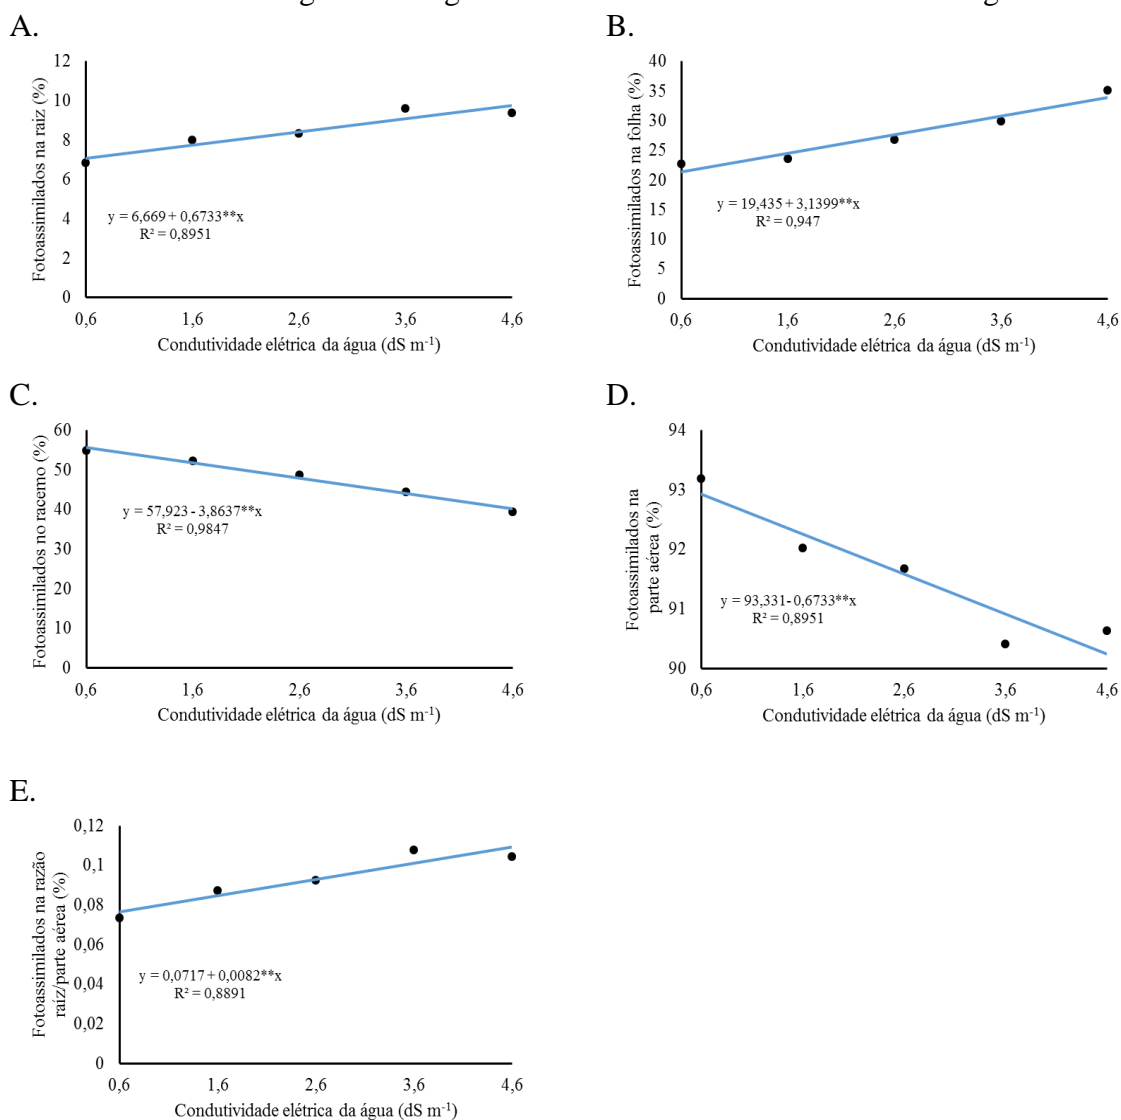 A.
Fotoassimilados na raiz (%)
12
10
8
6
4
2
0
y = 6,669 + 0,6733**x
R² = 0,8951
0,6 1,6 2,6 3,6 4,6
Condutividade elétrica da água (dS m⁻¹)
B.
Fotoassimilados na folha (%)
40
35
30
25
20
15
10
5
0
y = 19,435 + 3,1399**x
R² = 0,947
0,6 1,6 2,6 3,6 4,6
Condutividade elétrica da água (dS m⁻¹)
C.
Fotoassimilados no racemo (%)
60
50
40
30
20
10
0
y = 57,923 - 3,8637**x
R² = 0,9847
0,6 1,6 2,6 3,6 4,6
Condutividade elétrica da água (dS m⁻¹)
D.
Fotoassimilados na
parte aérea (%)
94
93
92
91
90
y = 93,331- 0,6733**x
R² = 0,8951
0,6 1,6 2,6 3,6 4,6
Condutividade elétrica da água (dS m⁻¹)
E.
Fotoassimilados na razão
raíz/parte aérea (%)
0,12
0,1
0,08
0,06
0,04
0,02
0
y = 0,0717 + 0,0082**x
R² = 0,8891
0,6 1,6 2,6 3,6 4,6
Condutividade elétrica da água (dS m⁻¹)